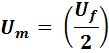 U_m = (U_f / 2)